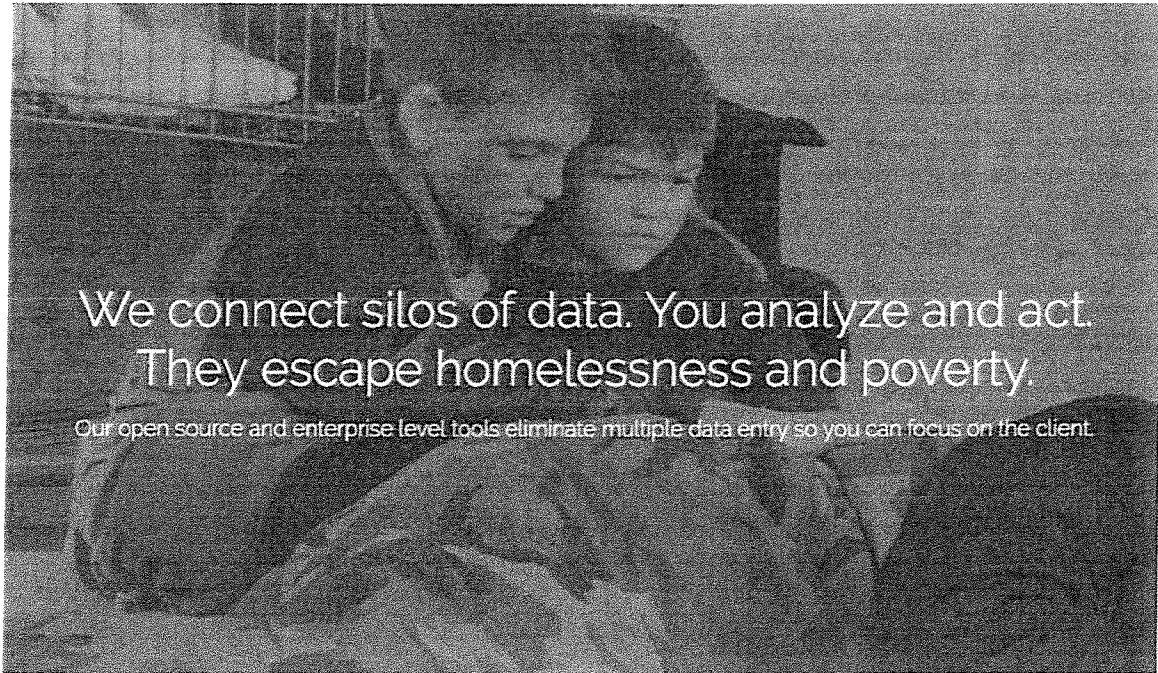 We connect silos of data. You analyze and act.
They escape homelessness and poverty.
Our open source and enterprise level tools eliminate multiple data entry so you can focus on the client.